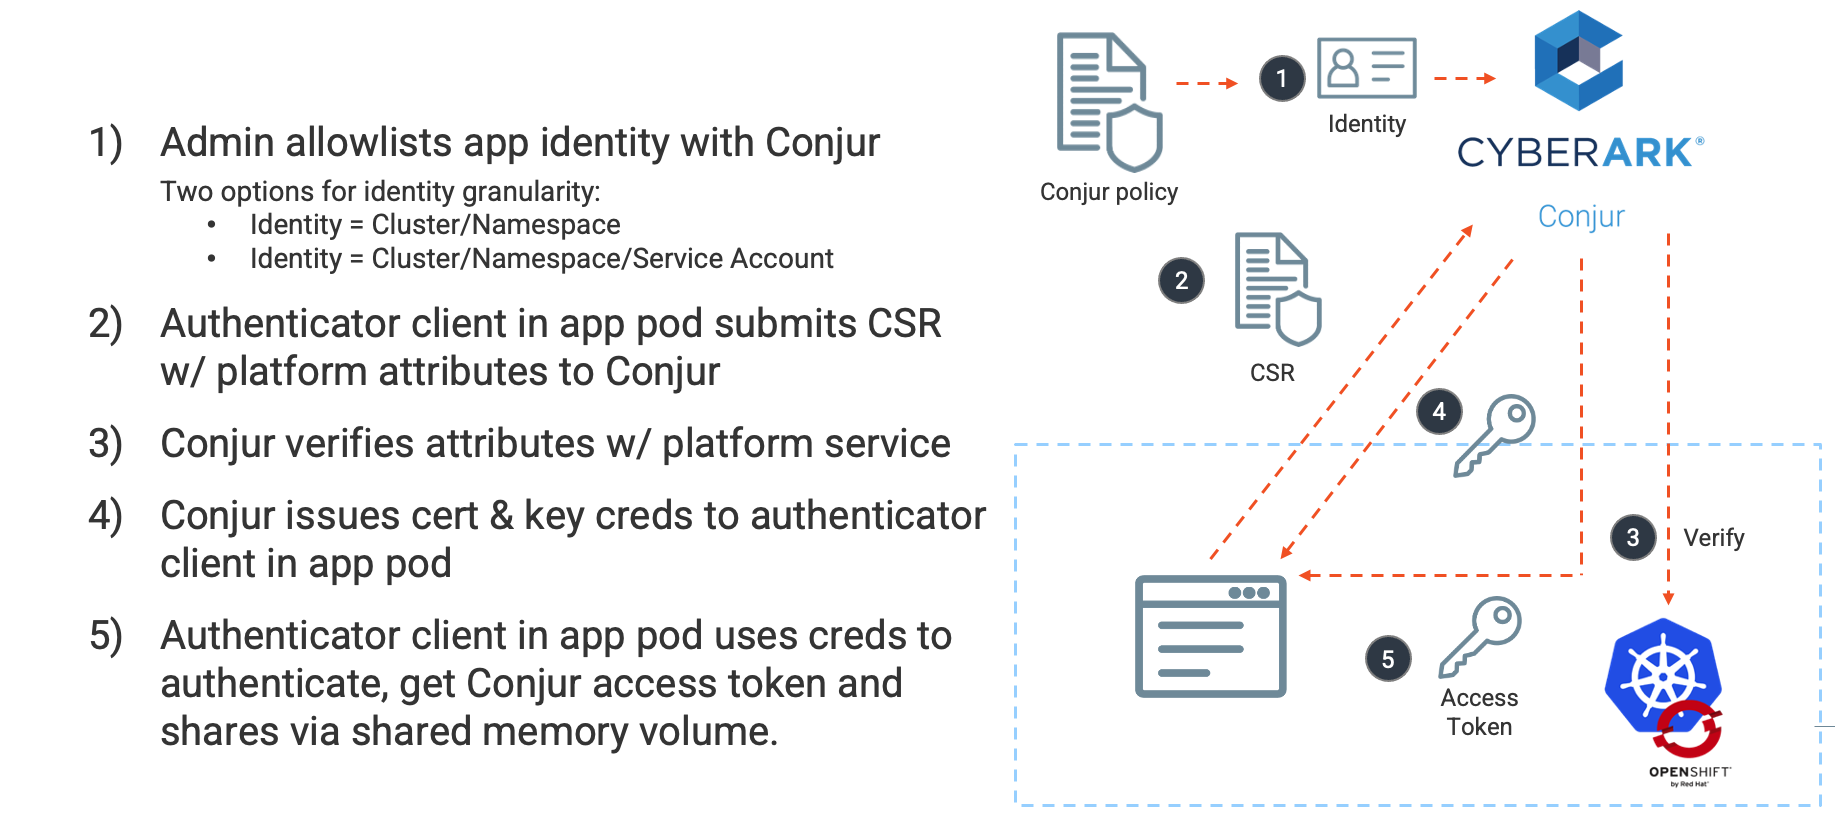 1) Admin allowlists app identity with Conjur
Two options for identity granularity:
• Identity = Cluster/Namespace
• Identity = Cluster/Namespace/Service Account
2) Authenticator client in app pod submits CSR
w/ platform attributes to Conjur
3) Conjur verifies attributes w/ platform service
4) Conjur issues cert & key creds to authenticator
client in app pod
5) Authenticator client in app pod uses creds to
authenticate, get Conjur access token and
shares via shared memory volume.
Conjur policy
1
Identity
CYBERARK®
Conjur
2
CSR
4
3
Verify
5
Access
Token
OPENSHIFT
by Red Hat